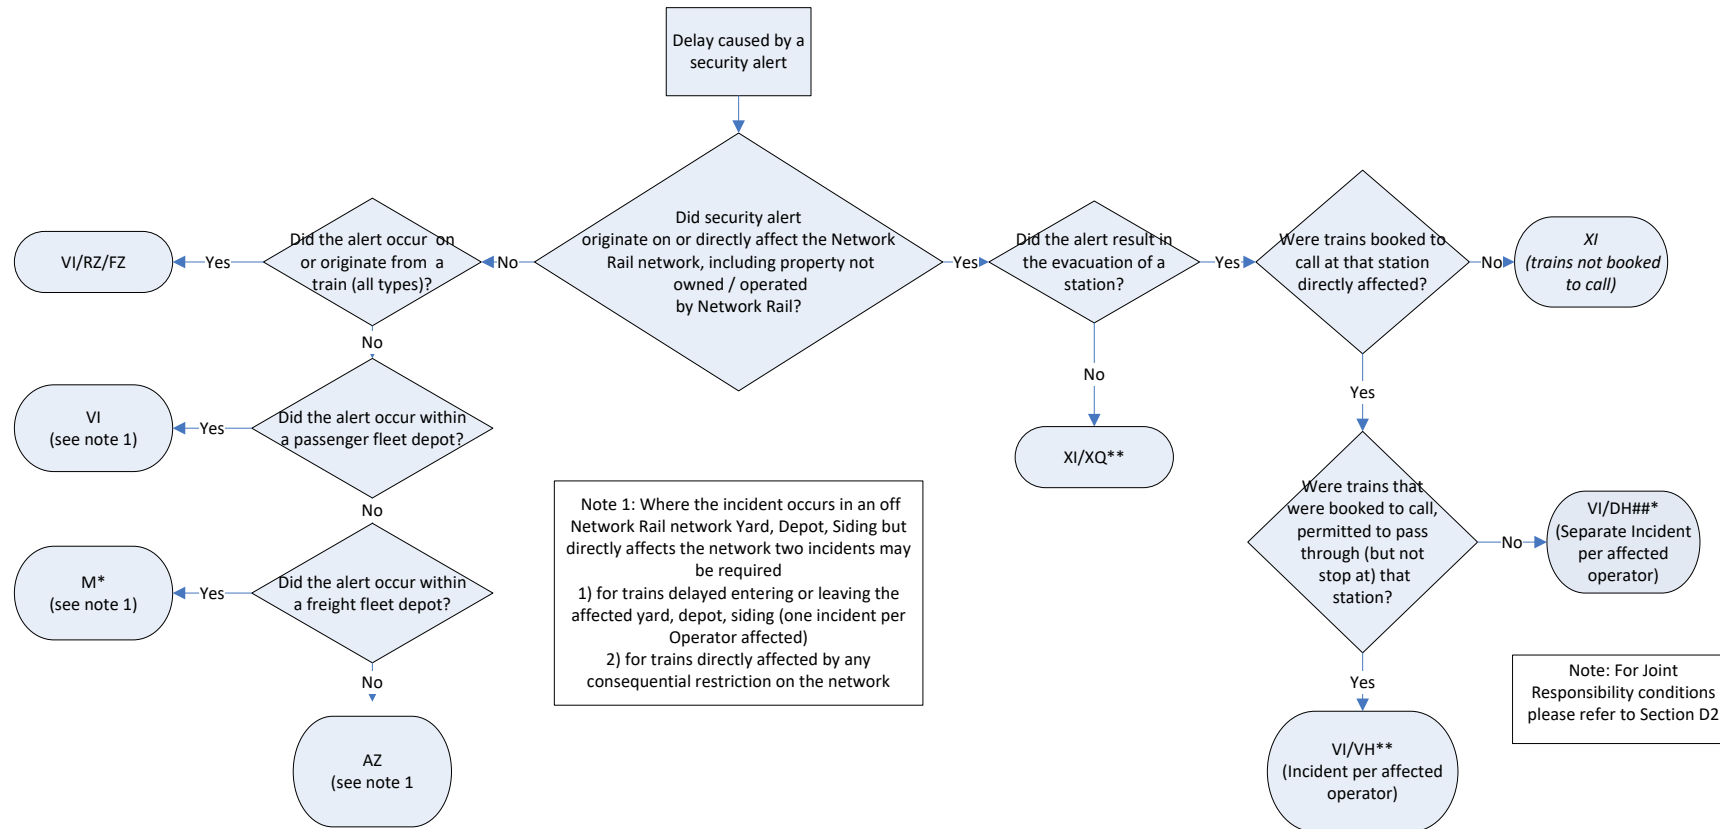 Delay caused by a
security alert
Did security alert
originate on or directly affect the Network
Rail network, including property not
owned / operated
by Network Rail?
No
Yes
Did the alert occur on
or originate from a
train (all types)?
Yes
VI/RZ/FZ
No
Did the alert occur within
a passenger fleet depot?
Yes
VI
(see note 1)
No
Did the alert occur within
a freight fleet depot?
Yes
M*
(see note 1)
No
AZ
(see note 1
Did the alert result in
the evacuation of a
station?
Yes
No
XI/XQ**
Were trains booked to
call at that station
directly affected?
No
XI
(trains not booked
to call)
Yes
Were trains that
were booked to call,
permitted to pass
through (but not
stop at) that
station?
No
VI/DH##*
(Separate Incident
per affected
operator)
Yes
VI/VH**
(Incident per affected
operator)
Note 1: Where the incident occurs in an off
Network Rail network Yard, Depot, Siding but
directly affects the network two incidents may
be required
1) for trains delayed entering or leaving the
affected yard, depot, siding (one incident per
Operator affected)
2) for trains directly affected by any
consequential restriction on the network
Note: For Joint
Responsibility conditions
please refer to Section D2